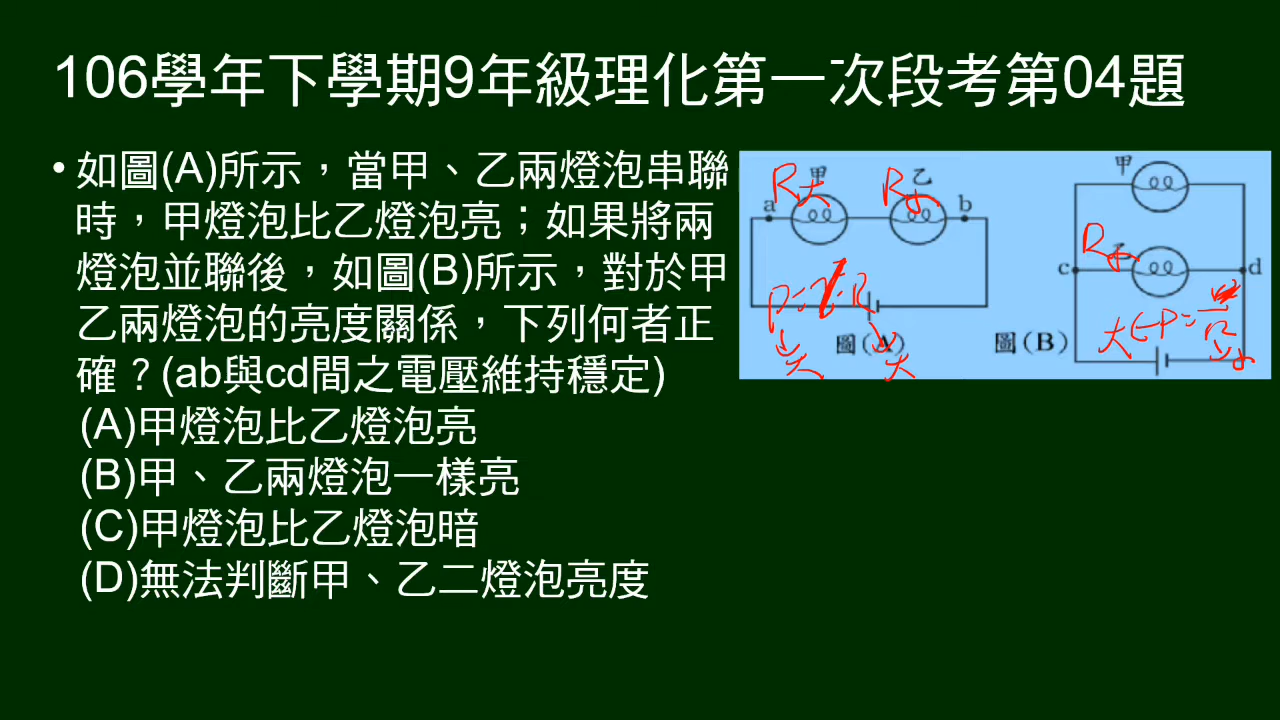 106學年下學期9年級理化第一次段考第04題
• 如圖(A)所示，當甲、乙兩燈泡串聯
時，甲燈泡比乙燈泡亮；如果將兩
燈泡並聯後，如圖(B)所示，對於甲
乙兩燈泡的亮度關係，下列何者正
確？(ab與cd間之電壓維持穩定)
(A)甲燈泡比乙燈泡亮
(B)甲、乙兩燈泡一樣亮
(C)甲燈泡比乙燈泡暗
(D)無法判斷甲、乙二燈泡亮度
甲 乙
R大 R小
a b
圖(A)
大 大
甲
R小
乙
c d
大 P=
圖(B)